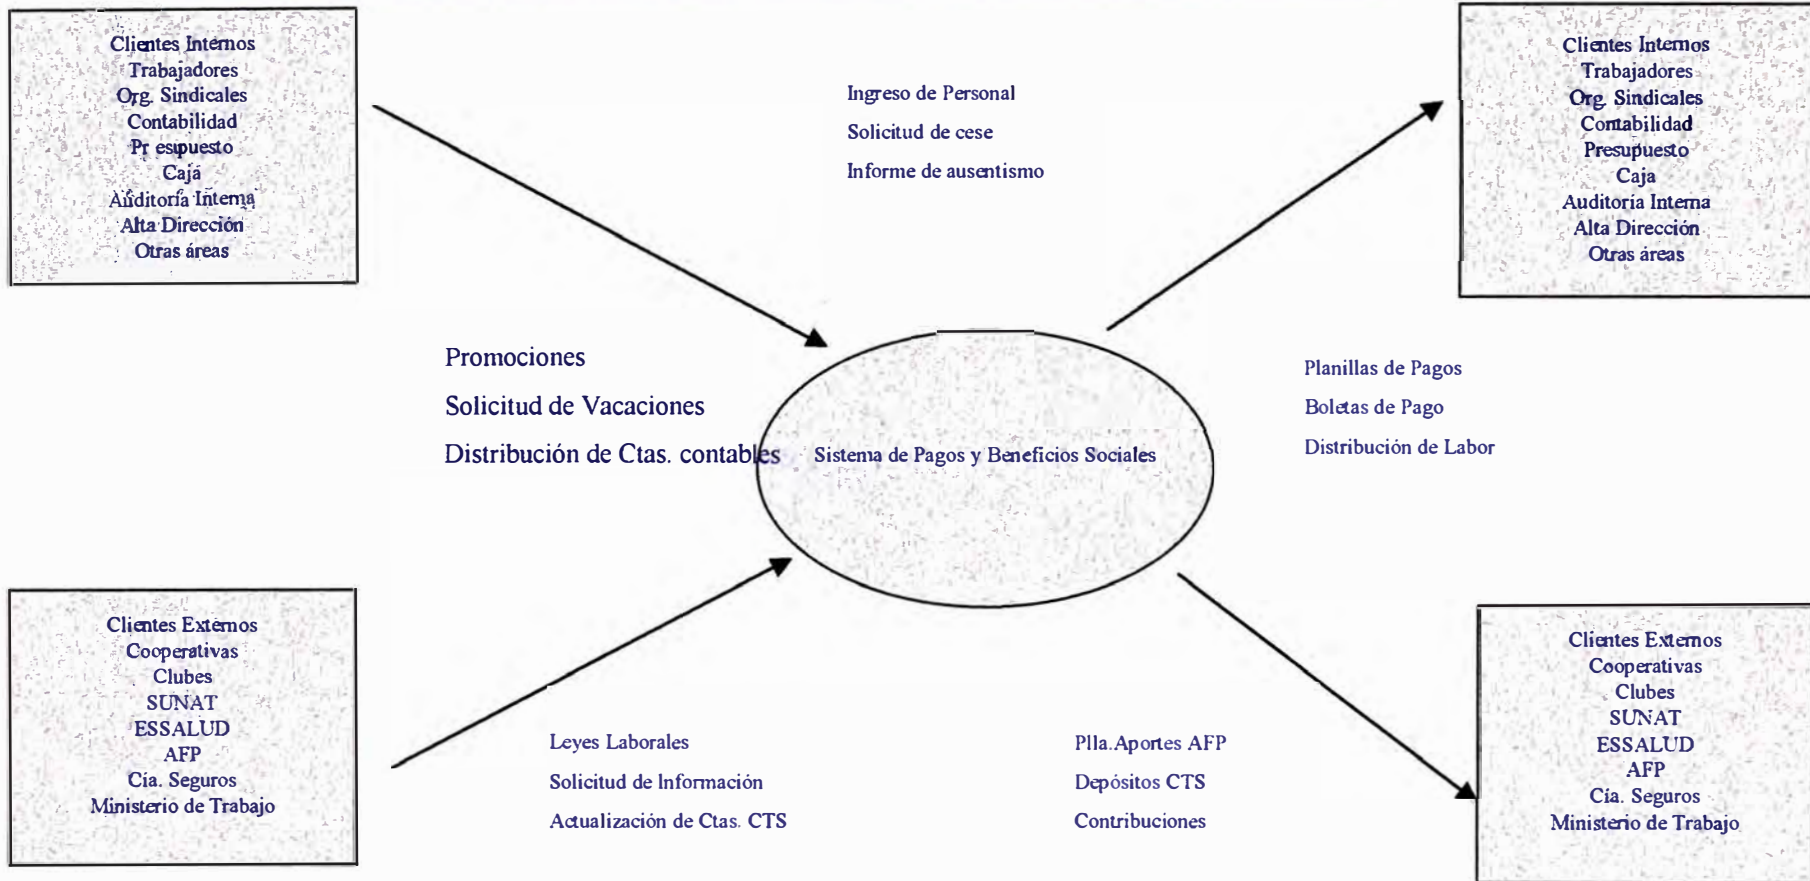 Clientes Internos
Trabajadores
Org. Sindicales
Contabilidad
Pr esupuesto
Caja
Auditoría Interna
Alta Dirección
Otras áreas
Ingreso de Personal
Solicitud de cese
Informe de ausentismo
Clientes Internos
Trabajadores
Org. Sindicales
Contabilidad
Presupuesto
Caja
Auditoria Interna
Alta Dirección
Otras áreas
Promociones
Solicitud de Vacaciones
Distribución de Ctas. contables
Sistema de Pagos y Beneficios Sociales
Planillas de Pagos
Boletas de Pago
Distribución de Labor
Clientes Externos
Cooperativas
Clubes
SUNAT
ESSALUD
AFP
Cía. Seguros
Ministerio de Trabajo
Leyes Laborales
Solicitud de Información
Actualización de Ctas. CTS
Plla.Aportes AFP
Depósitos CTS
Contribuciones
Clientes Externos
Cooperativas
Clubes
SUNAT
ESSALUD
AFP
Cía. Seguros
Ministerio de Trabajo